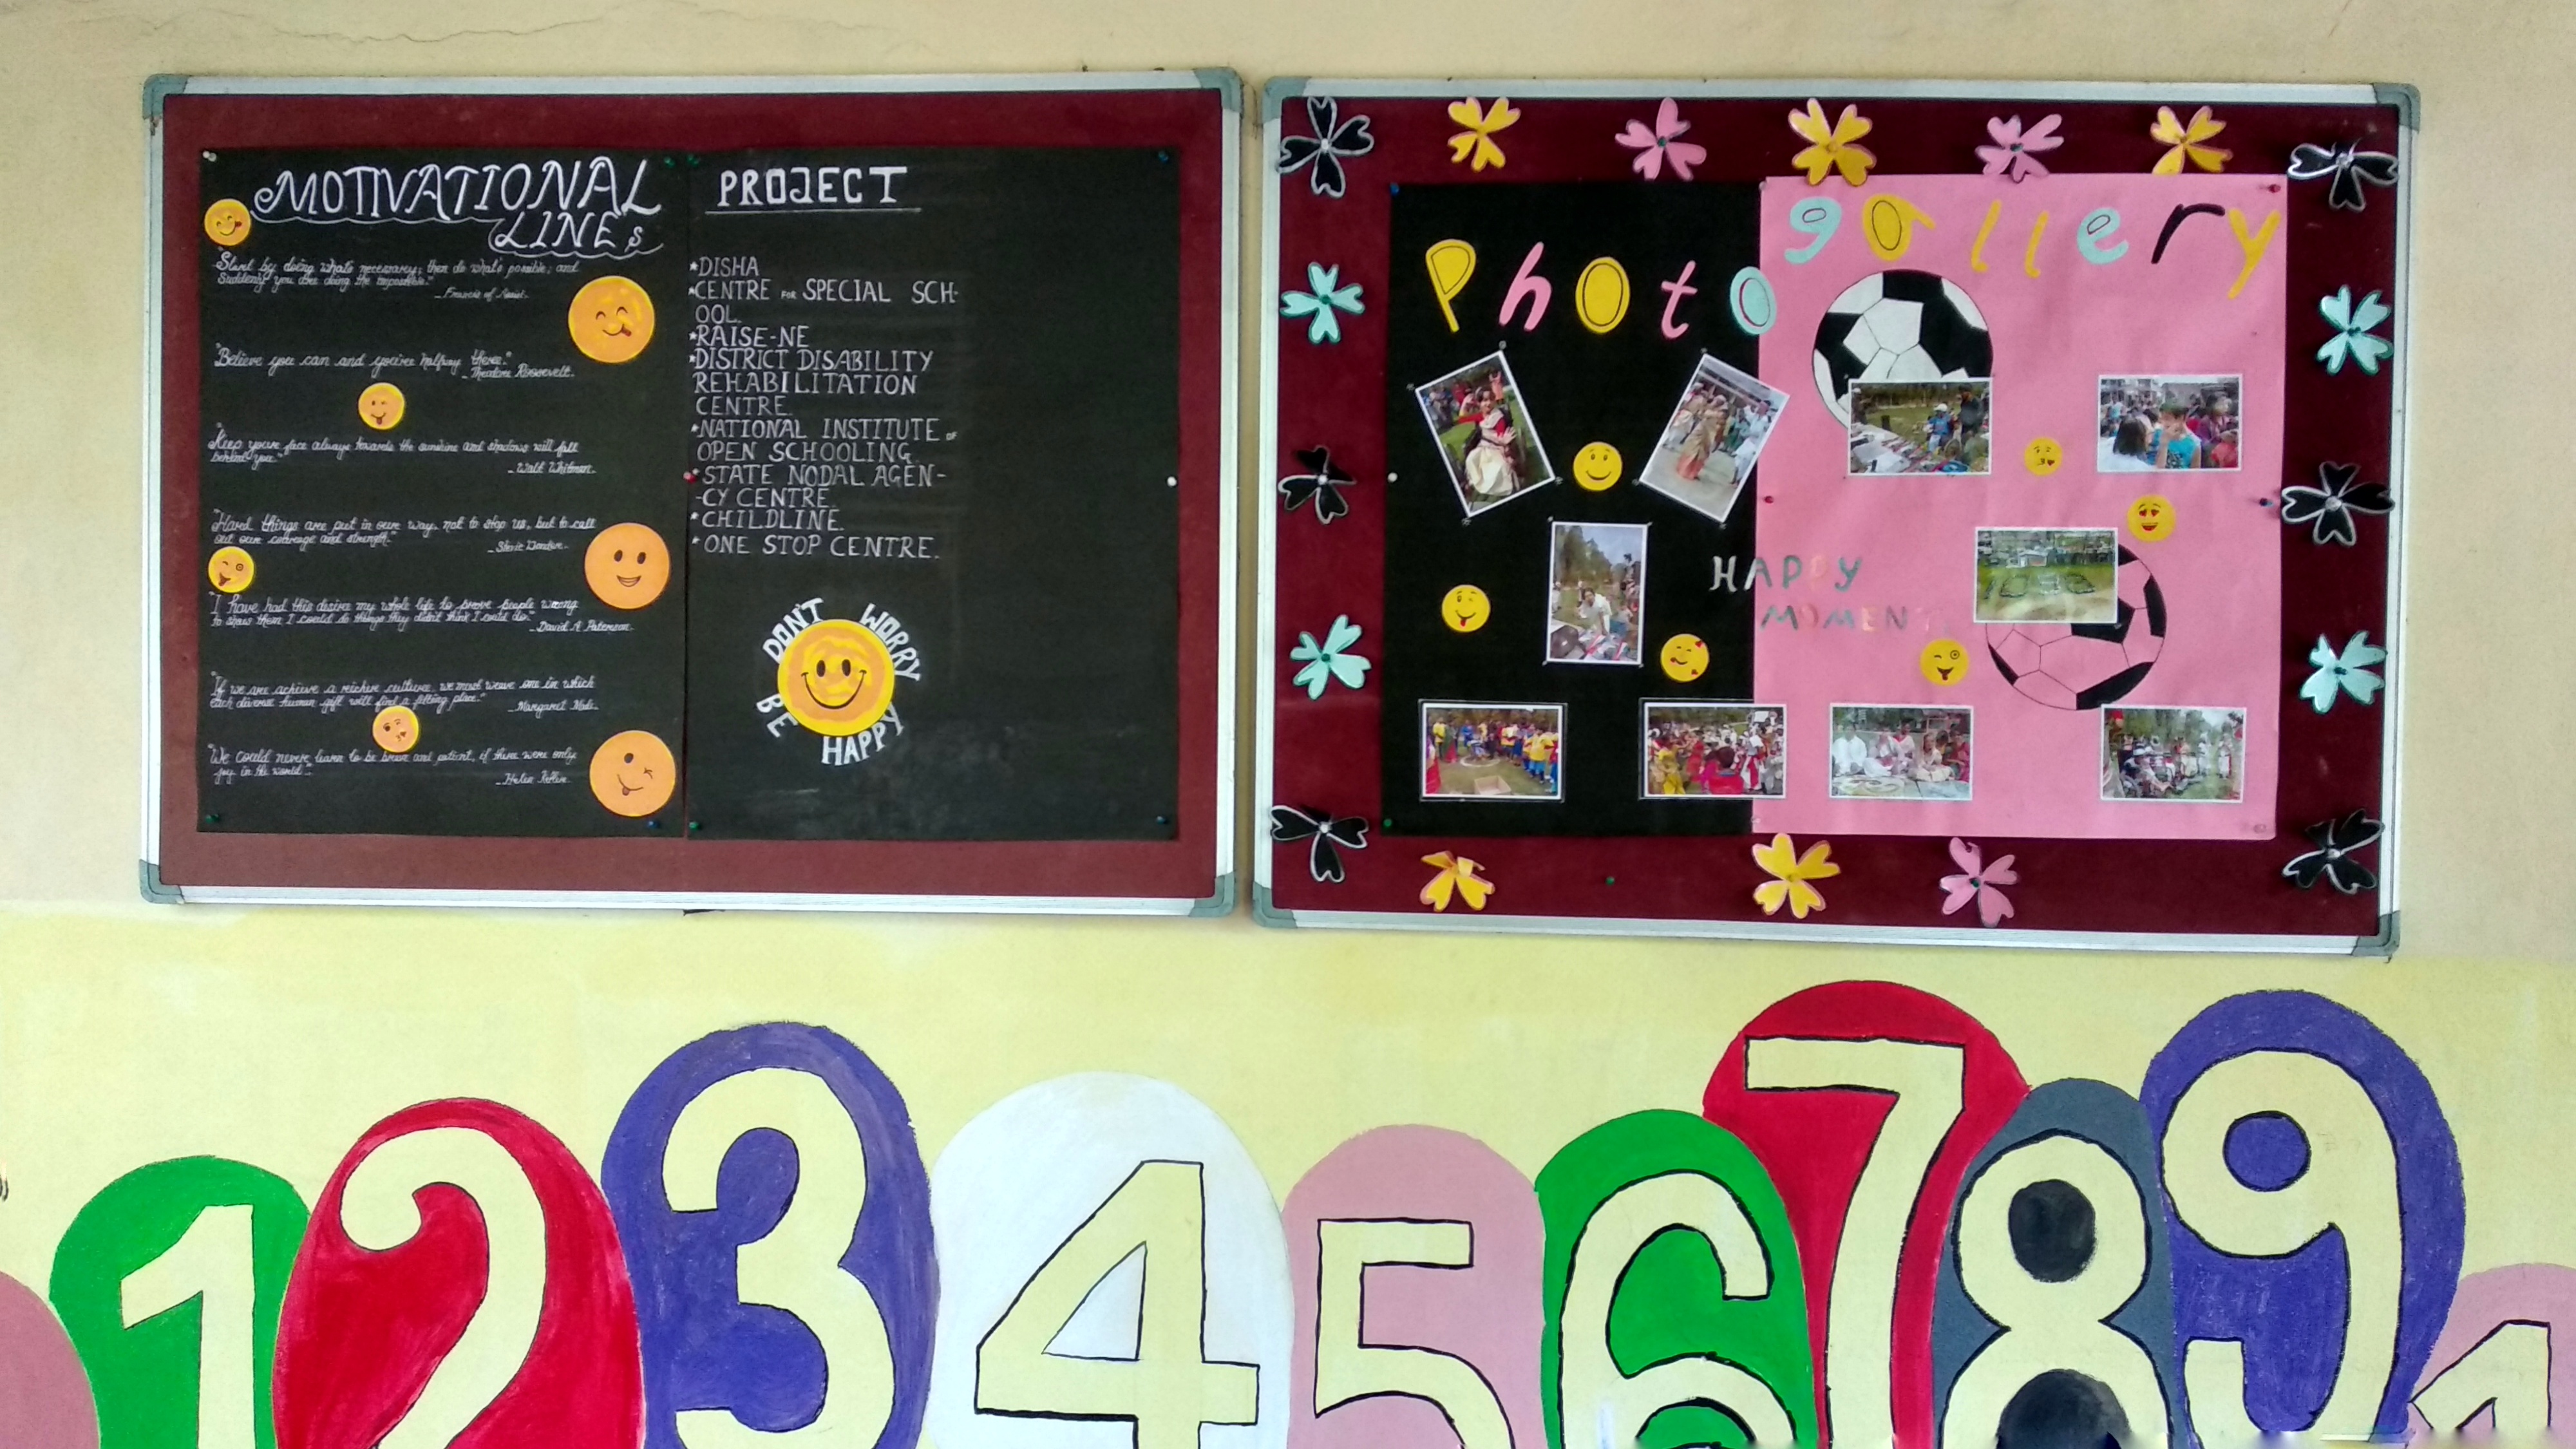 MOTIVATIONAL
LINES
"Start by doing what's necessary; then do what's possible; and
suddenly you are doing the impossible."
_ Francis of Assisi.
"Believe you can and you're halfway there."
_ Theodore Roosevelt.
"Keep your face always towards the sunshine and shadows will fall
behind you."
_ Walt Whitman.
"Hard things are put in our way, not to stop us, but to call
out our courage and strength."
"I have had this desire my whole life to prove people wrong
to show them I could do things they didn't think I could do."
_ David A Paterson.
"If we are achieve a richer culture, we must weave one in which
each diverse human gift will find a fitting place."
_ Margaret
"We could never learn to be brave and patient, if there were only
joy in the world".
_ Helen Keller.
PROJECT
*DISHA
*CENTRE FOR SPECIAL SCH-
OOL.
*RAISE-NE
*DISTRICT DISABILITY
REHABILITATION
CENTRE.
*NATIONAL INSTITUTE OF
OPEN SCHOOLING.
*STATE NODAL AGEN-
-CY CENTRE
*CHILDLINE.
*ONE STOP CENTRE.
DON'T WORRY
BE HAPPY
Photo gallery
HAPPY
MOMENT
1 2 3 4 5 6 7 8 9 1